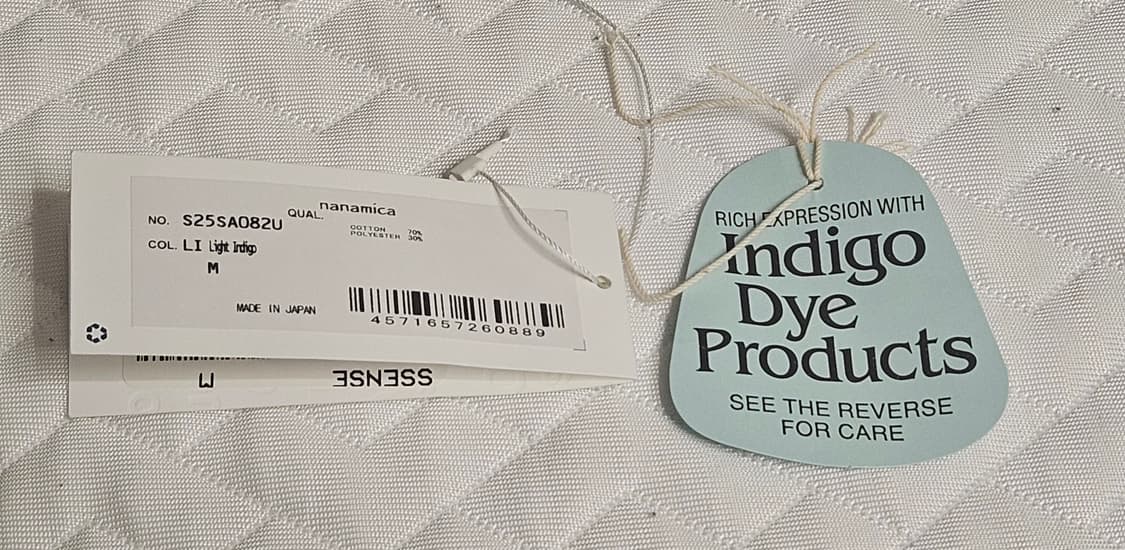 nanamica
NO. S25SA082U QUAL.
COTTON 70%
POLYESTER 30%
COL. LI Light Indigo
M
MADE IN JAPAN
4571657260889
M SSENSE
RICH EXPRESSION WITH
Indigo
Dye
Products
SEE THE REVERSE
FOR CARE